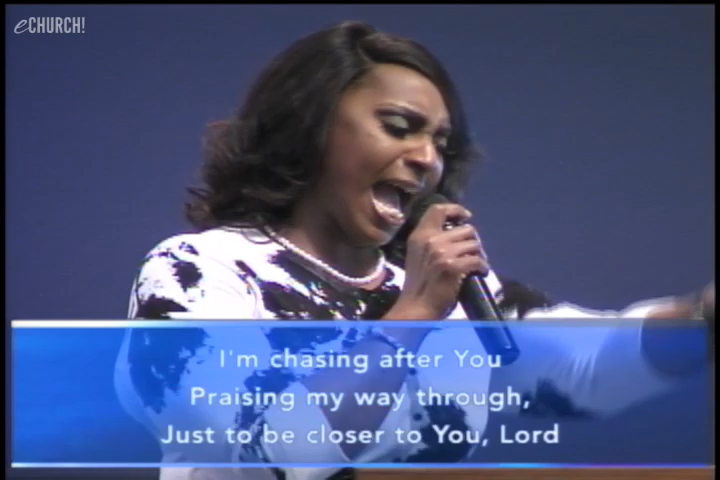 eCHURCH!
I'm chasing after You
Praising my way through,
Just to be closer to You, Lord